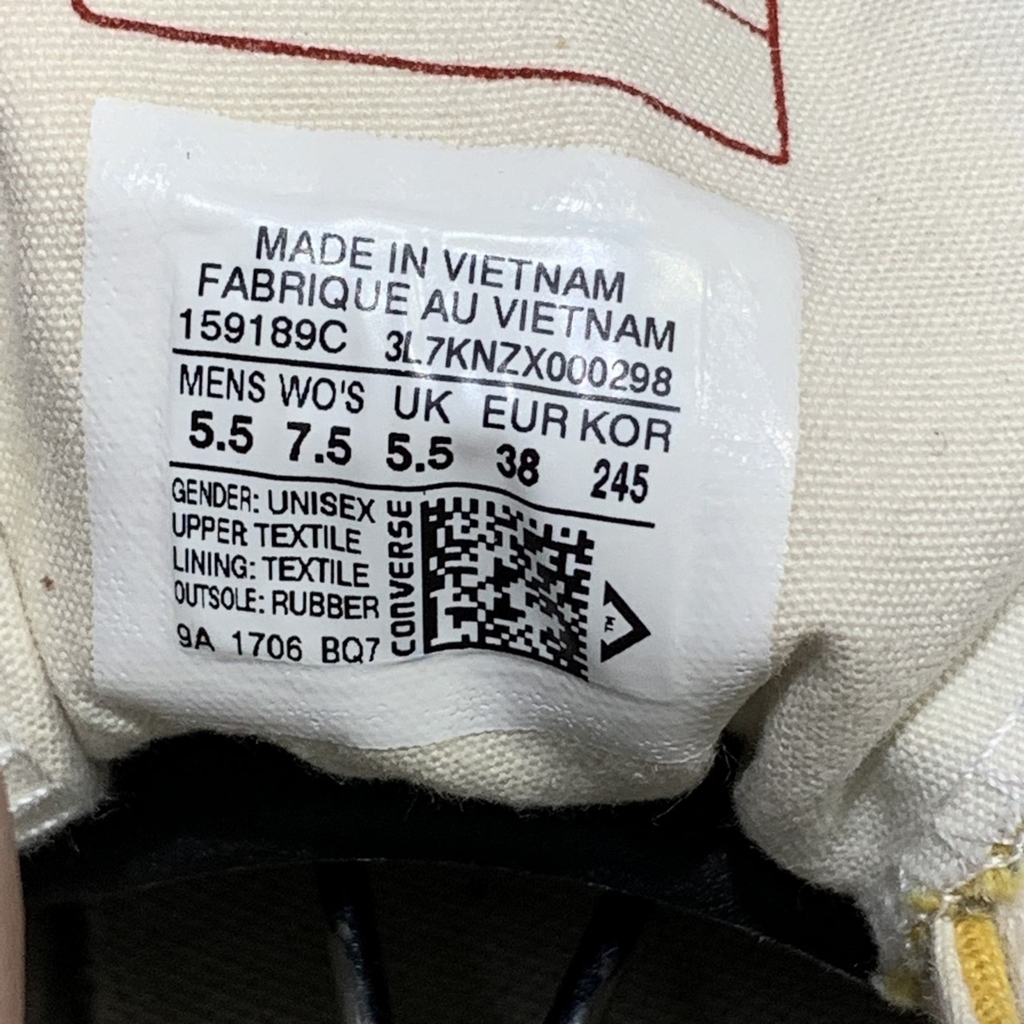 MADE IN VIETNAM
FABRIQUE AU VIETNAM
159189C 3L7KNZX000298
MENS WO'S UK EUR KOR
5.5 7.5 5.5 38 245
GENDER: UNISEX
UPPER: TEXTILE
LINING: TEXTILE
OUTSOLE: RUBBER
9A 1706 BQ7
CONVERSE